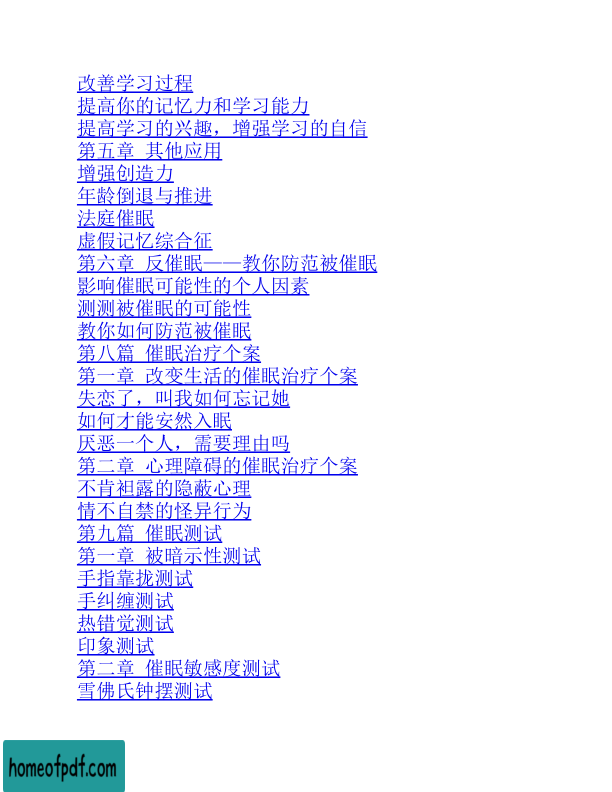 改善学习过程
提高你的记忆力和学习能力
提高学习的兴趣，增强学习的自信
第五章 其他应用
增强创造力
年龄倒退与推进
法庭催眠
虚假记忆综合征
第六章 反催眠——教你防范被催眠
影响催眠可能性的个人因素
测测被催眠的可能性
教你如何防范被催眠
第八篇 催眠治疗个案
第一章 改变生活的催眠治疗个案
失恋了，叫我如何忘记她
如何才能安然入眠
厌恶一个人，需要理由吗
第二章 心理障碍的催眠治疗个案
不肯袒露的隐蔽心理
情不自禁的怪异行为
第九篇 催眠测试
第一章 被暗示性测试
手指靠拢测试
手纠缠测试
热错觉测试
印象测试
第二章 催眠敏感度测试
雪佛氏钟摆测试
homeofpdf.com